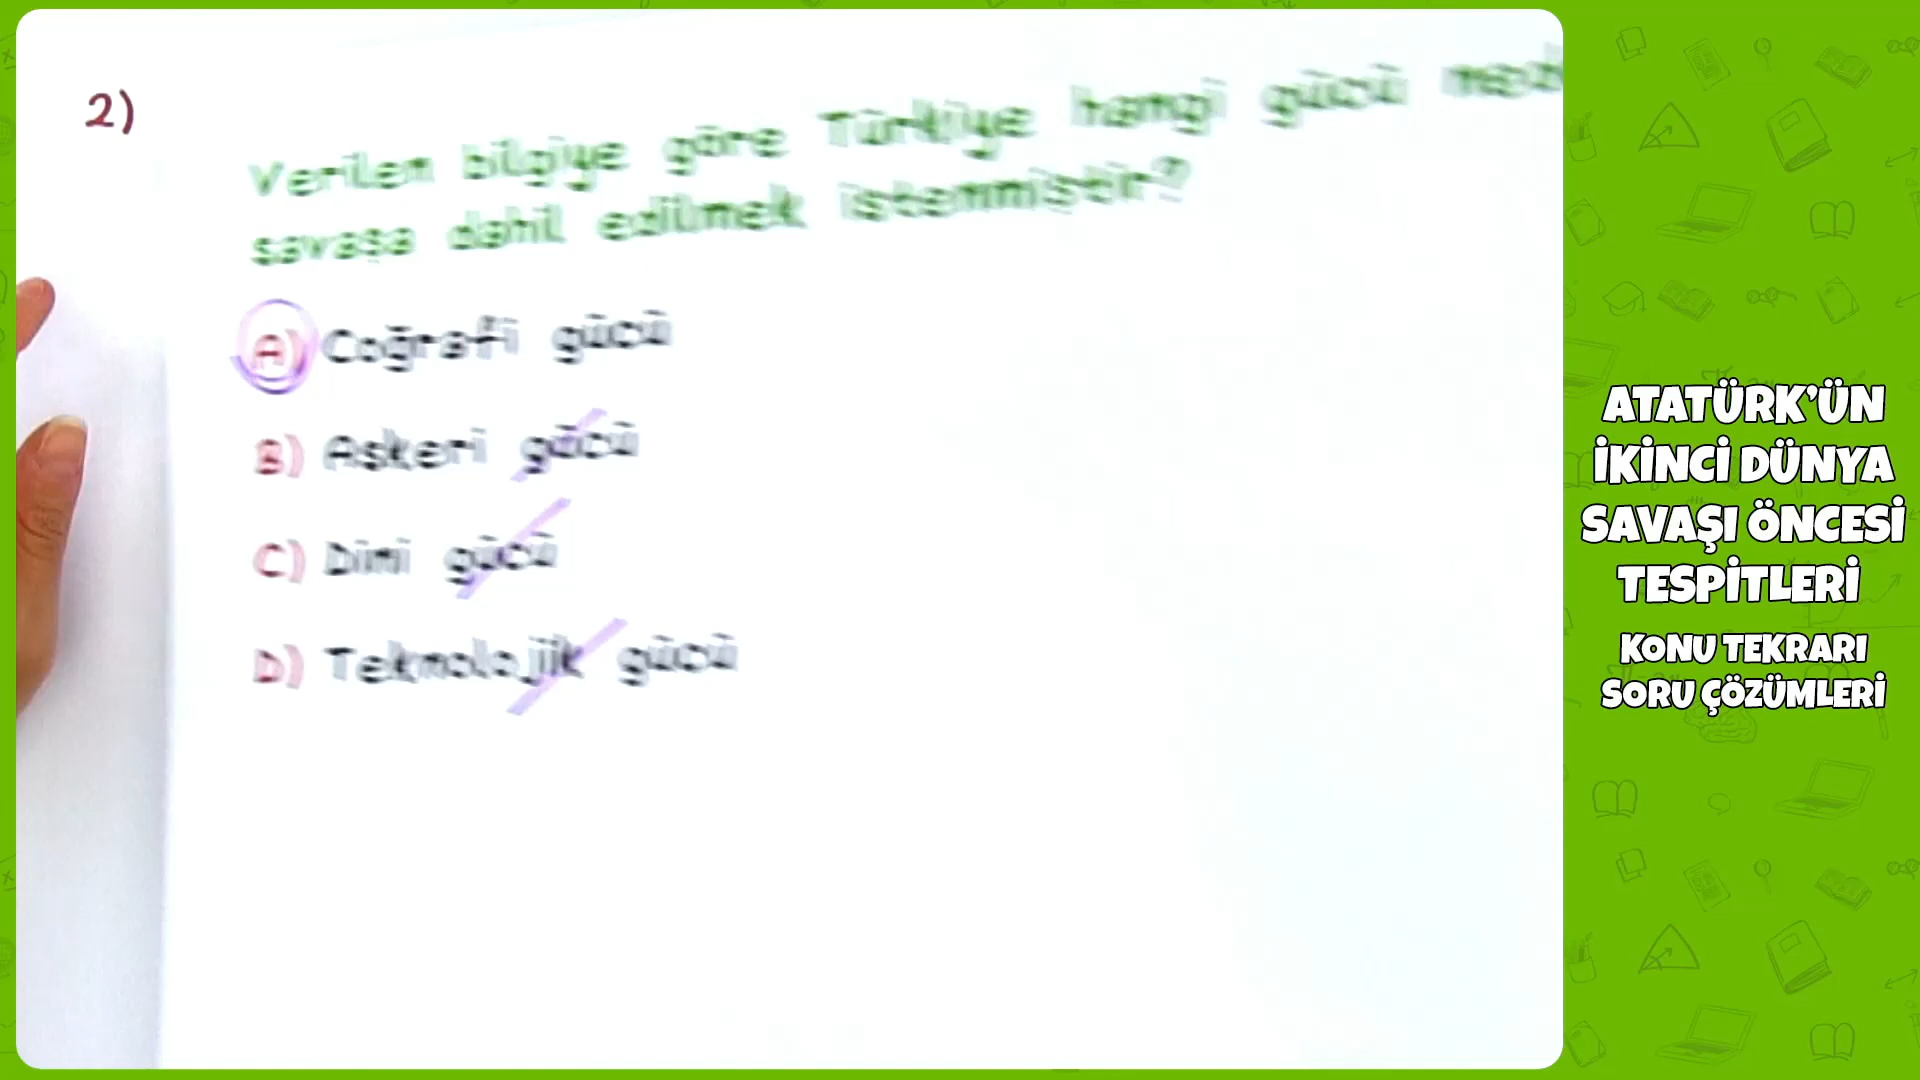 2)
Verilen bilgiye göre Türkiye hangi gücü
savaşa dahil edilmek istenmiştir?
A) Coğrafi gücü
B) Askeri gücü
C) Dini gücü
D) Teknolojik gücü
ATATÜRK'ÜN
İKİNCİ DÜNYA
SAVAŞI ÖNCESİ
TESPİTLERİ
KONU TEKRARI
SORU ÇÖZÜMLERİ